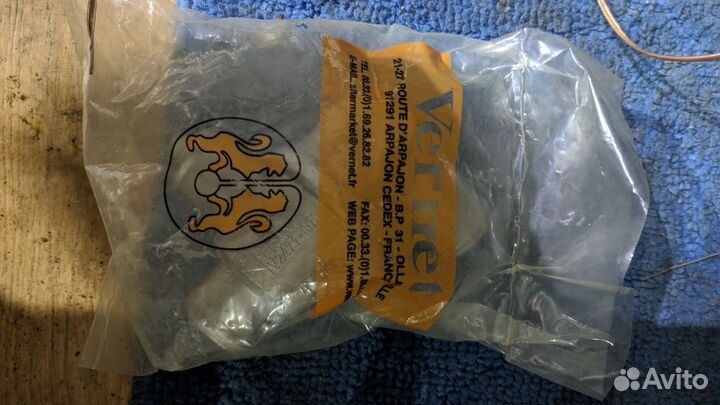 Vernet
21-27 ROUTE D'ARPAJON - B.P 31 - OLLAINVILLE
91291 ARPAJON CEDEX - FRANCE
TEL. 00.33.(0)1.69.26.82.82 FAX: 00.33.(0)1.
E-MAIL. aftermarket@vernet.fr WEB PAGE: www.
Avito